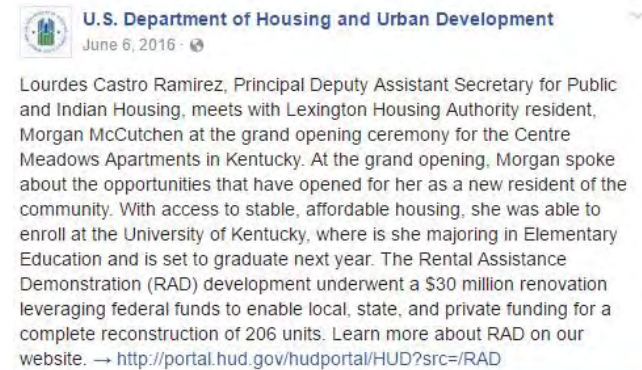 U.S. Department of Housing and Urban Development
June 6, 2016 ·
Lourdes Castro Ramirez, Principal Deputy Assistant Secretary for Public
and Indian Housing, meets with Lexington Housing Authority resident,
Morgan McCutchen at the grand opening ceremony for the Centre
Meadows Apartments in Kentucky. At the grand opening, Morgan spoke
about the opportunities that have opened for her as a new resident of the
community. With access to stable, affordable housing, she was able to
enroll at the University of Kentucky, where is she majoring in Elementary
Education and is set to graduate next year. The Rental Assistance
Demonstration (RAD) development underwent a $30 million renovation
leveraging federal funds to enable local, state, and private funding for a
complete reconstruction of 206 units. Learn more about RAD on our
website. → http://portal.hud.gov/hudportal/HUD?src=/RAD